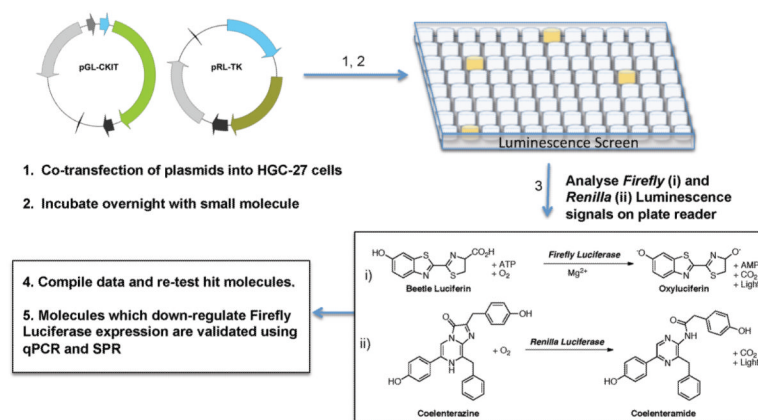 pGL-CKIT
pRL-TK
1, 2
Luminescence Screen
1. Co-transfection of plasmids into HGC-27 cells
2. Incubate overnight with small molecule
3
Analyse Firefly (i) and
Renilla (ii) Luminescence
signals on plate reader
4. Compile data and re-test hit molecules.
5. Molecules which down-regulate Firefly
Luciferase expression are validated using
qPCR and SPR
i)
HO
S
N
N
S
CO₂H
+ ATP
+ O₂
Beetle Luciferin
Firefly Luciferase
Mg²⁺
⁻O
S
N
N
S
O⁻
+ AMP
+ CO₂
+ Light
Oxyluciferin
ii)
O
OH
N
N
N
H
HO
+ O₂
Coelenterazine
Renilla Luciferase
O
OH
NH
N
N
HO
+ CO₂
+ Light
Coelenteramide